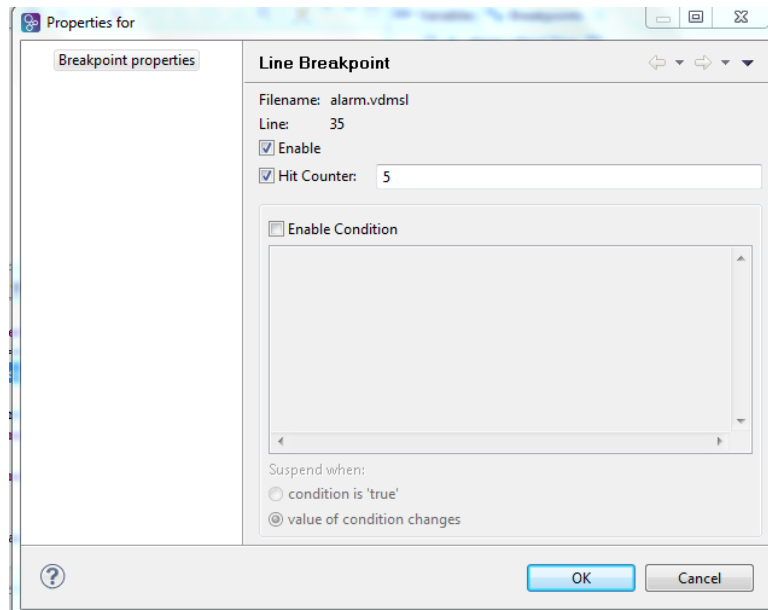 Properties for
Breakpoint properties
Line Breakpoint
Filename: alarm.vdmsl
Line: 35
Enable
Hit Counter: 5
Enable Condition
Suspend when:
condition is 'true'
value of condition changes
OK
Cancel